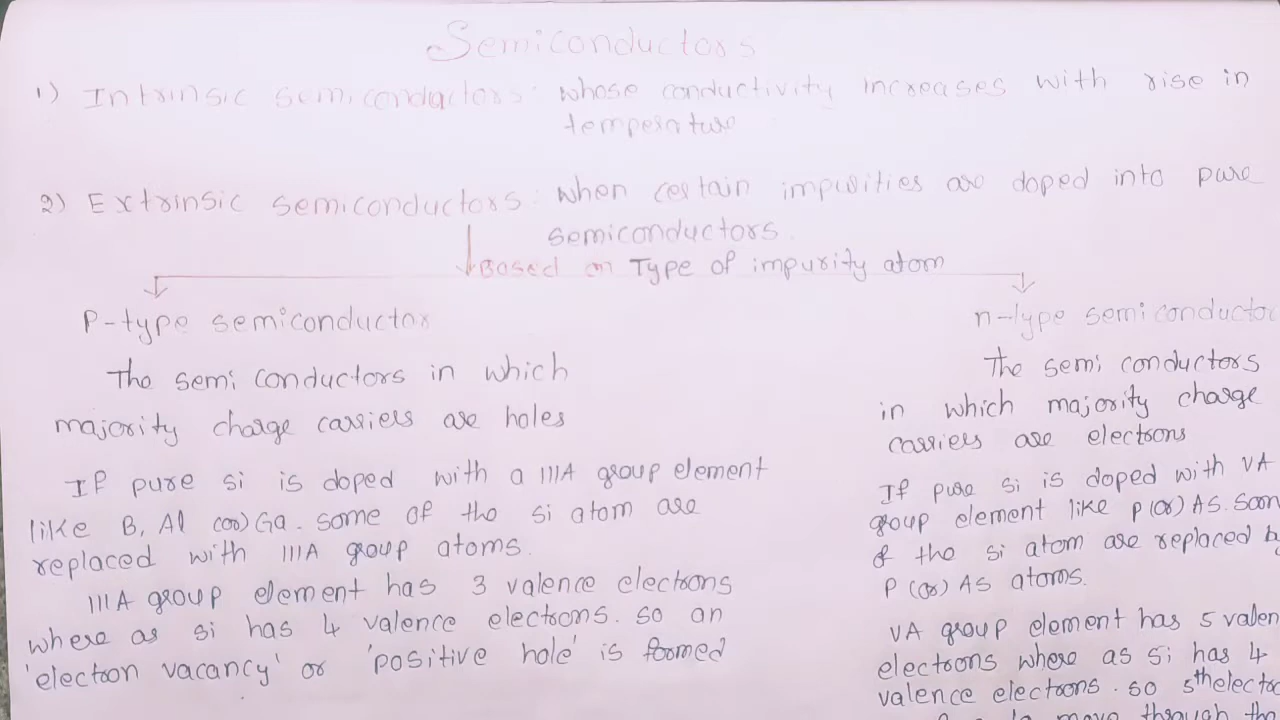 Semiconductors
1) Intrinsic semiconductors: whose conductivity increases with rise in
temperature
2) Extrinsic semiconductors: when certain impurities are doped into pure
semiconductors.
Based on Type of impurity atom
P-type semiconductor
The semi conductors in which
majority charge carriers are holes
If pure si is doped with a IIIA group element
like B, Al (or) Ga. some of the si atom are
replaced with IIIA group atoms.
IIIA group element has 3 valence electrons
where as si has 4 valence electrons. so an
'electron vacancy' or 'positive hole' is formed
n-type semiconductor
The semi conductors
in which majority charge
carriers are electrons
If pure si is doped with VA
group element like P (or) As.
of the si atom are replaced b
P (or) As atoms.
VA group element has 5 valen
electrons where as si has 4
valence electrons. so 5th electro
to move through the